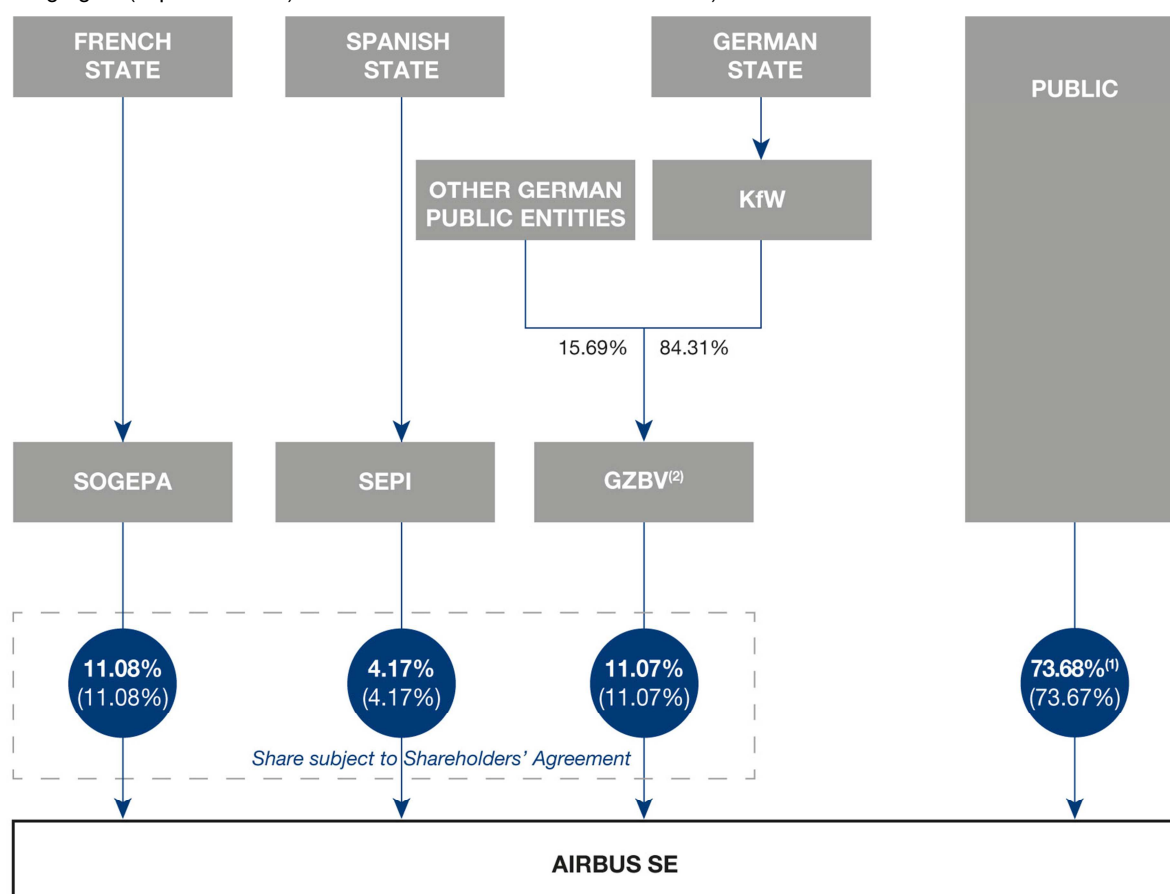 FRENCH
STATE
SPANISH
STATE
GERMAN
STATE
PUBLIC
OTHER GERMAN
PUBLIC ENTITIES
KfW
15.69%
84.31%
SOGEPA
SEPI
GZBV(2)
11.08%
(11.08%)
4.17%
(4.17%)
11.07%
(11.07%)
73.68%(1)
(73.67%)
Share subject to Shareholders’ Agreement
AIRBUS SE